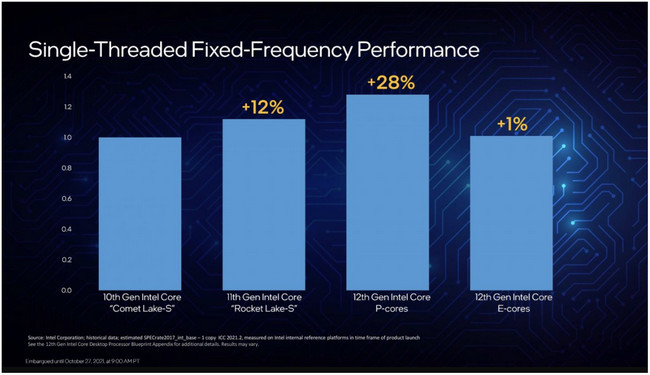 Single-Threaded Fixed-Frequency Performance
1.4
1.2
1.0
0.8
0.6
0.4
0.2
0.0
+12%
+28%
+1%
10th Gen Intel Core
“Comet Lake-S”
11th Gen Intel Core
“Rocket Lake-S”
12th Gen Intel Core
P-cores
12th Gen Intel Core
E-cores
Source: Intel Corporation; historical data; estimated SPECrate2017_int_base – 1 copy ICC 2021.2, measured on Intel internal reference platforms in time frame of product launch
See the 12th Gen Intel Core Desktop Processor Blueprint Appendix for additional details. Results may vary.
Embargoed until October 27, 2021, at 9:00 AM PT